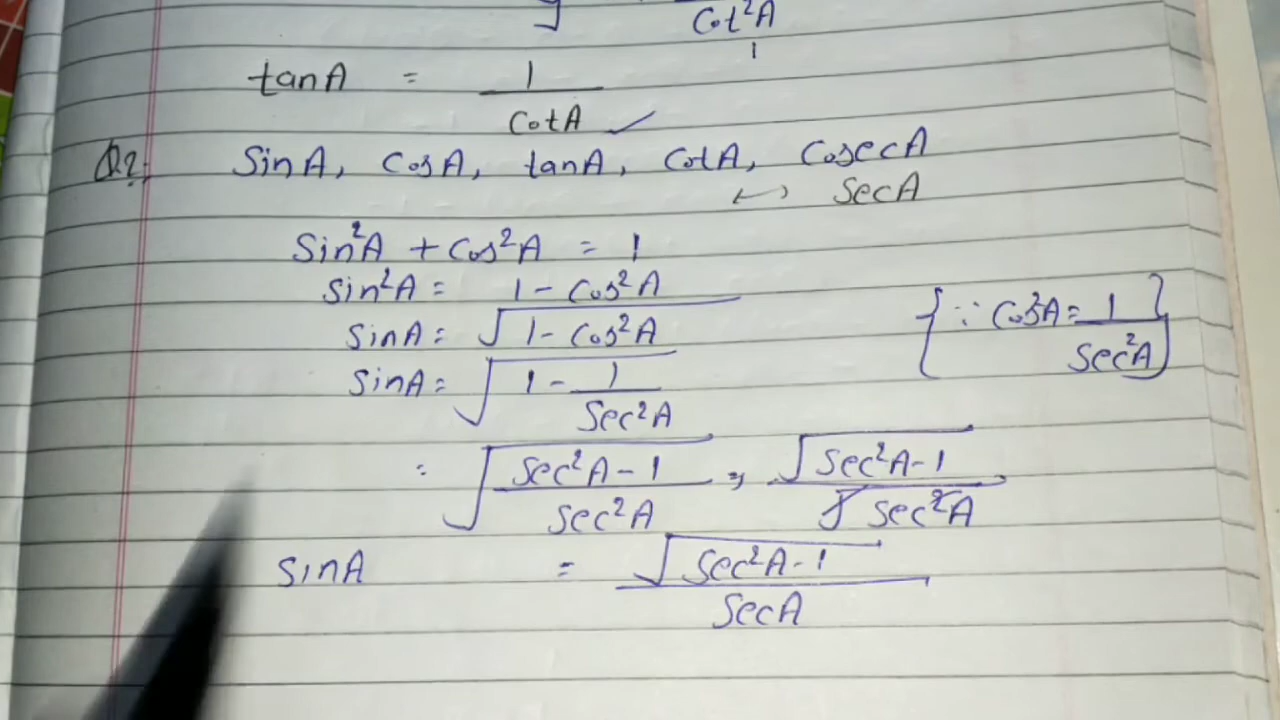 Cot²A
1
tanA = 1/CotA ✓
Q2: SinA, CosA, tanA, CotA, CosecA
↔ SecA
Sin²A + Cos²A = 1
Sin²A = 1 - Cos²A
SinA = √(1 - Cos²A)
{∵ Cos²A = 1/Sec²A}
SinA = √(1 - 1/Sec²A)
= √((Sec²A - 1)/Sec²A) , √(Sec²A-1)/√Sec²A
SinA = √(Sec²A-1)/SecA